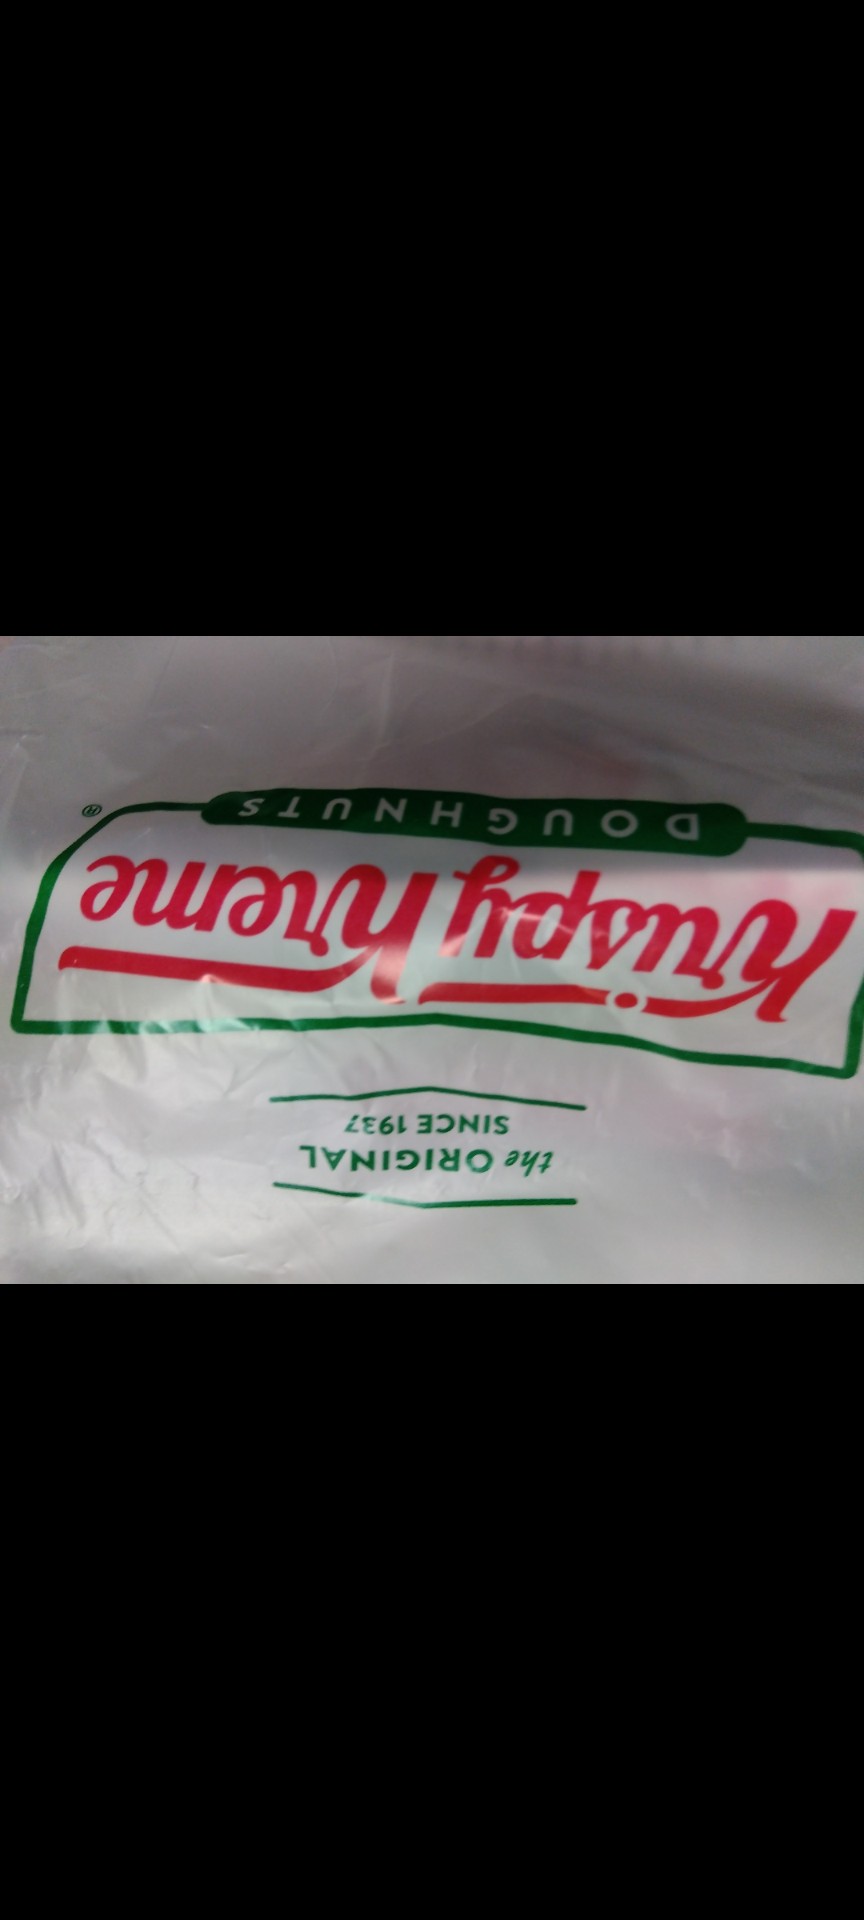 the ORIGINAL
SINCE 1937
Krispy Kreme
DOUGHNUTS ®